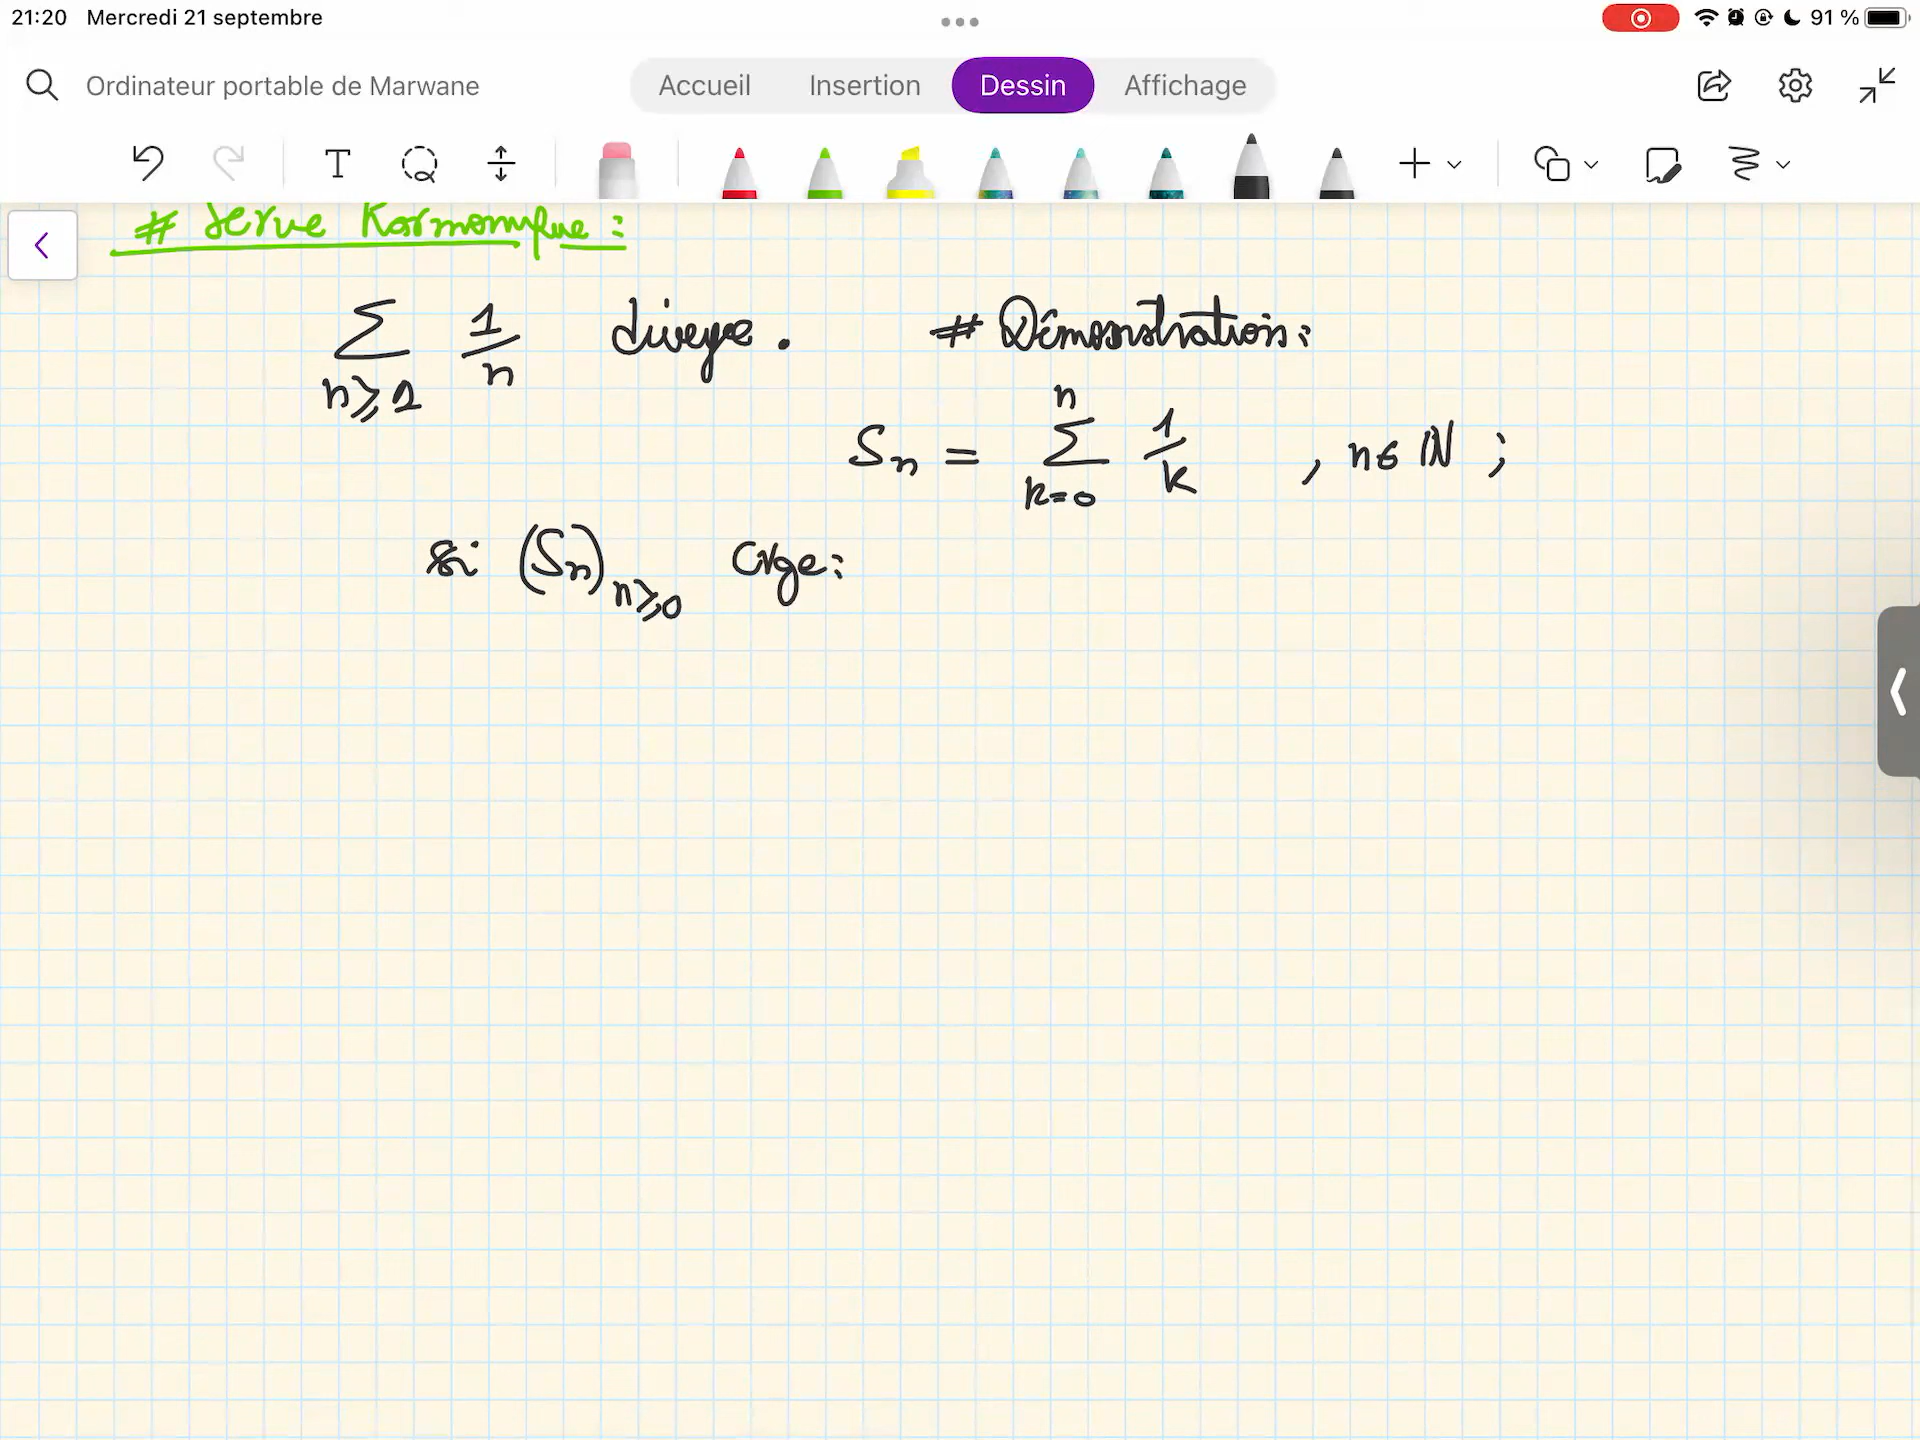 21:20 Mercredi 21 septembre 91 %
Ordinateur portable de Marwane Accueil Insertion Dessin Affichage
T
# Série Harmonique :
∑ n⩾1 1/n diverge. # Démonstration:
Sn = ∑ k=0 n 1/k , n∈ℕ ;
si (Sn) n⩾0 Cvge: